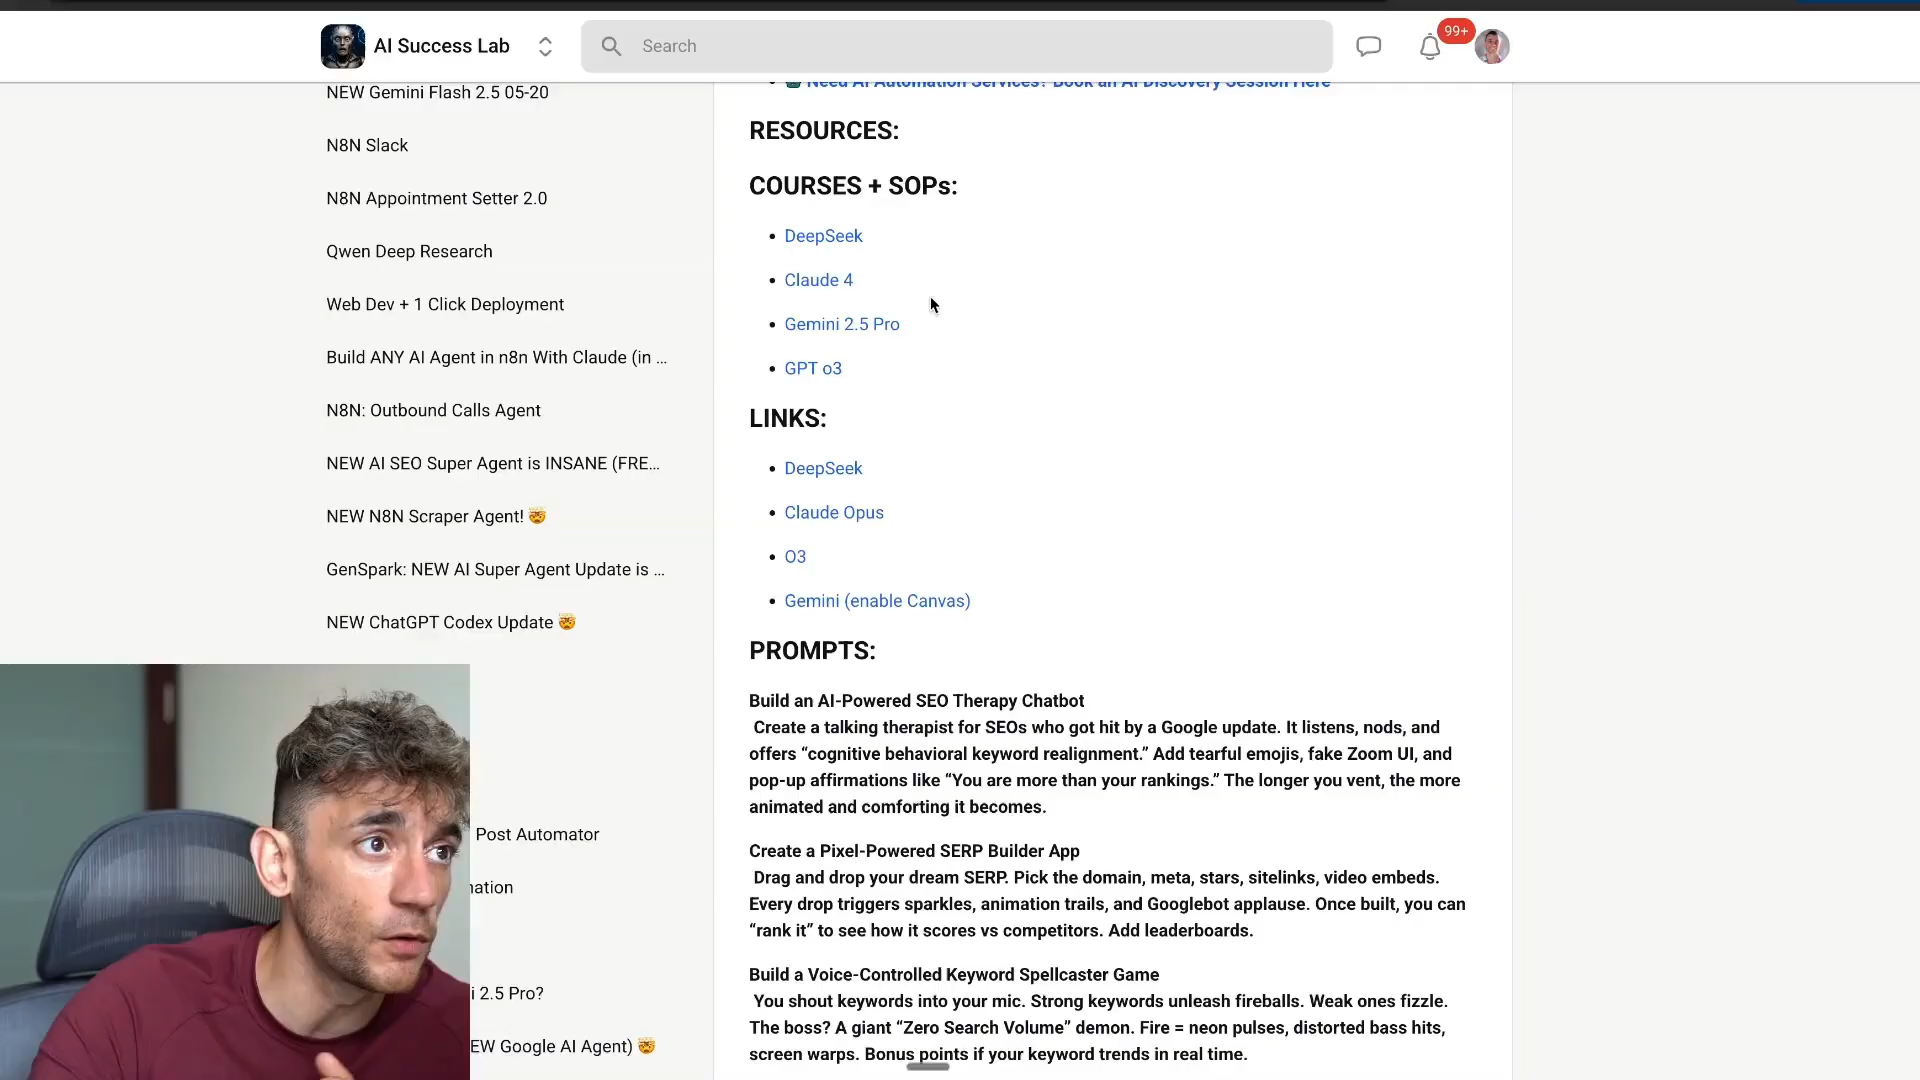 AI Success Lab
Search
99+
NEW Gemini Flash 2.5 05-20
N8N Slack
N8N Appointment Setter 2.0
Qwen Deep Research
Web Dev + 1 Click Deployment
Build ANY AI Agent in n8n With Claude (in ...
N8N: Outbound Calls Agent
NEW AI SEO Super Agent is INSANE (FRE...
NEW N8N Scraper Agent! 🤯
GenSpark: NEW AI Super Agent Update is ...
NEW ChatGPT Codex Update 🤯
Post Automator
nation
i 2.5 Pro?
EW Google AI Agent) 🤯
Need AI Automation Services? Book an AI Discovery Session Here
RESOURCES:
COURSES + SOPs:
• DeepSeek
• Claude 4
• Gemini 2.5 Pro
• GPT o3
LINKS:
• DeepSeek
• Claude Opus
• O3
• Gemini (enable Canvas)
PROMPTS:
Build an AI-Powered SEO Therapy Chatbot
Create a talking therapist for SEOs who got hit by a Google update. It listens, nods, and
offers “cognitive behavioral keyword realignment.” Add tearful emojis, fake Zoom UI, and
pop-up affirmations like “You are more than your rankings.” The longer you vent, the more
animated and comforting it becomes.
Create a Pixel-Powered SERP Builder App
Drag and drop your dream SERP. Pick the domain, meta, stars, sitelinks, video embeds.
Every drop triggers sparkles, animation trails, and Googlebot applause. Once built, you can
“rank it” to see how it scores vs competitors. Add leaderboards.
Build a Voice-Controlled Keyword Spellcaster Game
You shout keywords into your mic. Strong keywords unleash fireballs. Weak ones fizzle.
The boss? A giant “Zero Search Volume” demon. Fire = neon pulses, distorted bass hits,
screen warps. Bonus points if your keyword trends in real time.